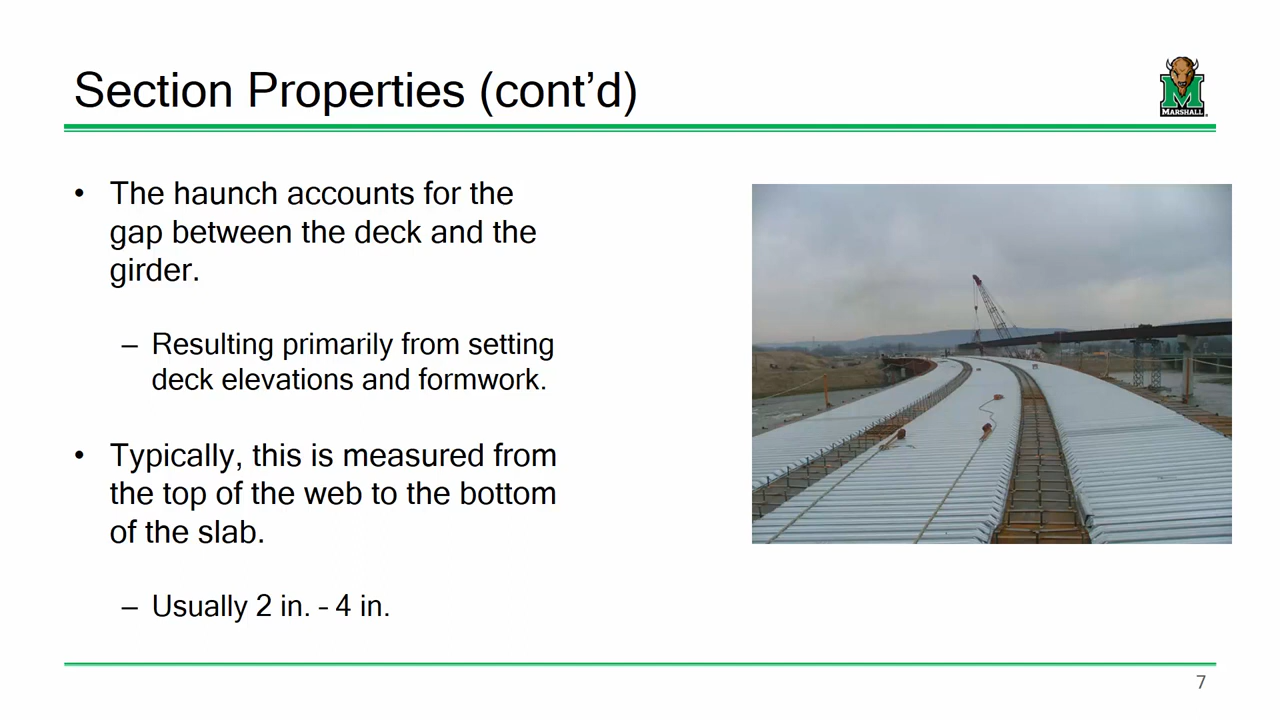 Section Properties (cont’d)
MARSHALL
• The haunch accounts for the
gap between the deck and the
girder.
– Resulting primarily from setting
deck elevations and formwork.
• Typically, this is measured from
the top of the web to the bottom
of the slab.
– Usually 2 in. – 4 in.
7